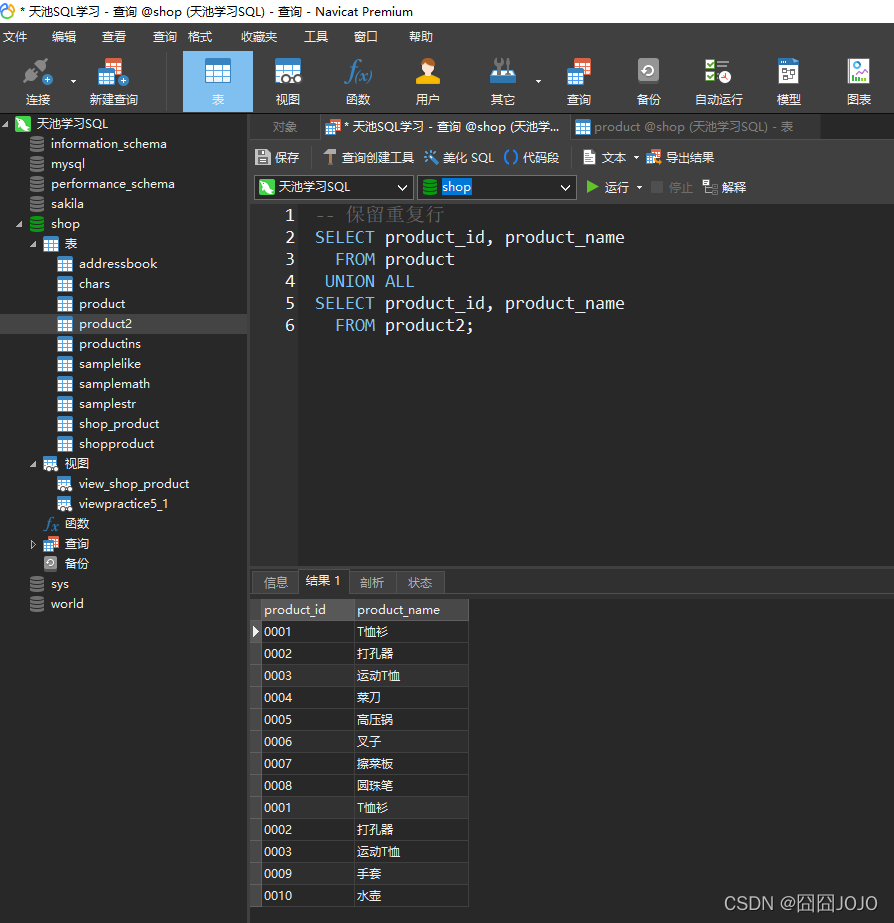 * 天池SQL学习 - 查询 @shop (天池SQL学习) - 查询 - Navicat Premium
文件 编辑 查看 查询 格式 收藏夹 工具 窗口 帮助
连接 新建查询 表 视图 函数 用户 其它 查询 备份 自动运行 模型 图表
天池学习SQL
information_schema
mysql
performance_schema
sakila
shop
表
addressbook
chars
product
product2
productins
samplelike
samplemath
samplestr
shop_product
shopproduct
视图
view_shop_product
viewpractice5_1
函数
查询
备份
sys
world
对象 * 天池SQL学习 - 查询 @shop (天池学... product @shop (天池学习SQL) - 表
保存 查询创建工具 美化 SQL () 代码段 文本 导出结果
天池学习SQL shop 运行 停止 解释
1 -- 保留重复行
2 SELECT product_id, product_name
3 FROM product
4 UNION ALL
5 SELECT product_id, product_name
6 FROM product2;
信息 结果 1 剖析 状态
product_id product_name
0001 T恤衫
0002 打孔器
0003 运动T恤
0004 菜刀
0005 高压锅
0006 叉子
0007 擦菜板
0008 圆珠笔
0001 T恤衫
0002 打孔器
0003 运动T恤
0009 手套
0010 水壶
CSDN @囧囧JOJO